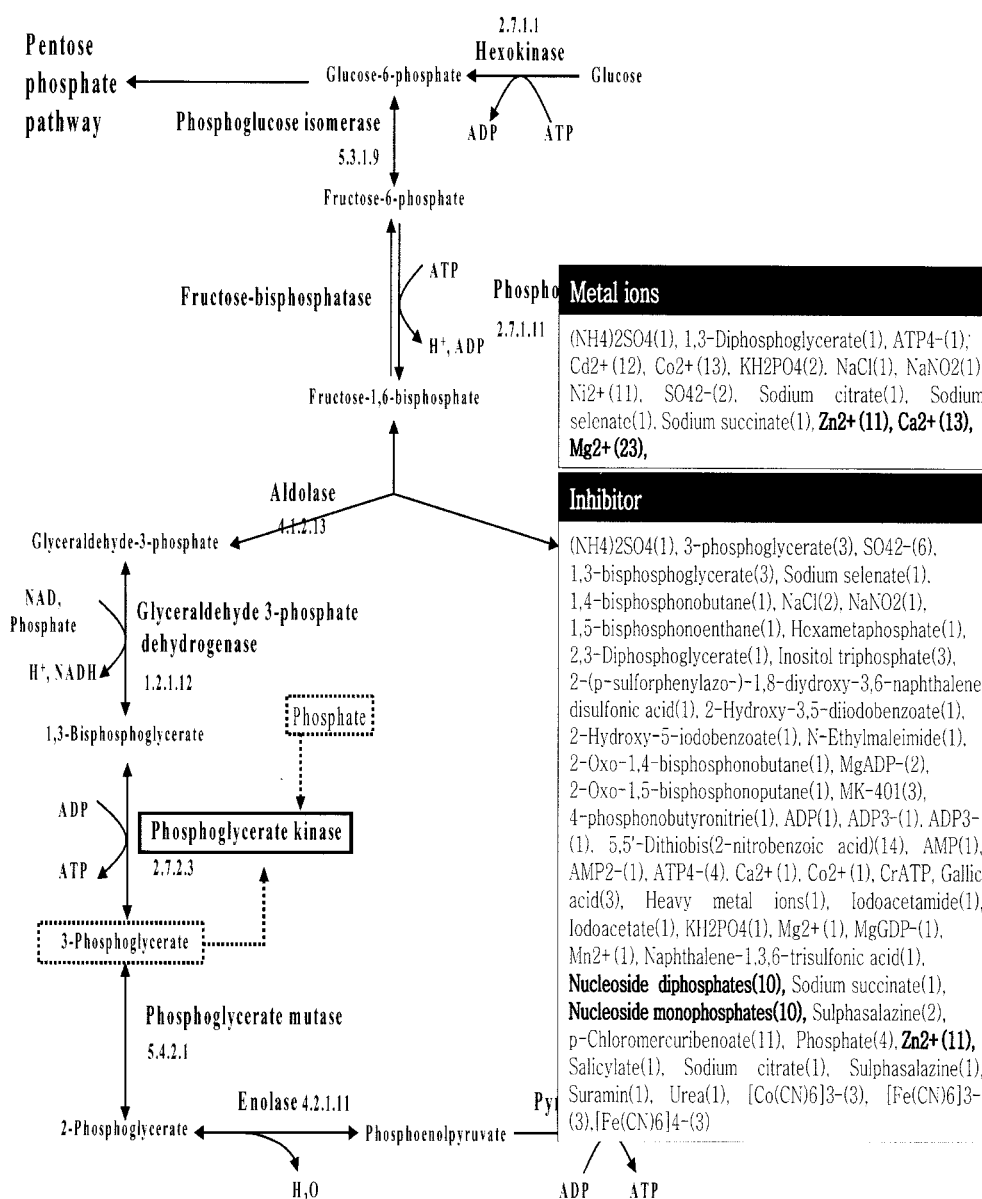 2.7.1.1
Hexokinase
Pentose
phosphate
pathway
Glucose-6-phosphate
Glucose
ADP
ATP
Phosphoglucose isomerase
5.3.1.9
Fructose-6-phosphate
ATP
Fructose-bisphosphatase
Phospho
2.7.1.11
H+, ADP
Fructose-1,6-bisphosphate
Aldolase
4.1.2.13
Glyceraldehyde-3-phosphate
NAD,
Phosphate
Glyceraldehyde 3-phosphate
dehydrogenase
H+, NADH
1.2.1.12
Phosphate
1,3-Bisphosphoglycerate
ADP
Phosphoglycerate kinase
ATP
2.7.2.3
3-Phosphoglycerate
Phosphoglycerate mutase
5.4.2.1
Enolase 4.2.1.11
Py
2-Phosphoglycerate
Phosphoenolpyruvate
H2O
ADP
ATP
Metal ions
(NH4)2SO4(1), 1,3-Diphosphoglycerate(1), ATP4-(1),
Cd2+(12), Co2+(13), KH2PO4(2), NaCl(1), NaNO2(1)
Ni2+(11), SO42-(2), Sodium citrate(1), Sodium
selenate(1), Sodium succinate(1), Zn2+(11), Ca2+(13),
Mg2+(23),
Inhibitor
(NH4)2SO4(1), 3-phosphoglycerate(3), SO42-(6),
1,3-bisphosphoglycerate(3), Sodium selenate(1),
1,4-bisphosphonobutane(1), NaCl(2), NaNO2(1),
1,5-bisphosphonoenthane(1), Hexametaphosphate(1),
2,3-Diphosphoglycerate(1), Inositol triphosphate(3),
2-(p-sulforphenylazo-)-1,8-diydroxy-3,6-naphthalene
disulfonic acid(1), 2-Hydroxy-3,5-diiodobenzoate(1),
2-Hydroxy-5-iodobenzoate(1), N-Ethylmaleimide(1),
2-Oxo-1,4-bisphosphonobutane(1), MgADP-(2),
2-Oxo-1,5-bisphosphonoputane(1), MK-401(3),
4-phosphonobutyronitrie(1), ADP(1), ADP3-(1), ADP3-
(1), 5,5'-Dithiobis(2-nitrobenzoic acid)(14), AMP(1),
AMP2-(1), ATP4-(4), Ca2+(1), Co2+(1), CrATP, Gallic
acid(3), Heavy metal ions(1), Iodoacetamide(1),
Iodoacetate(1), KH2PO4(1), Mg2+(1), MgGDP-(1),
Mn2+(1), Naphthalene-1,3,6-trisulfonic acid(1),
Nucleoside diphosphates(10), Sodium succinate(1),
Nucleoside monophosphates(10), Sulphasalazine(2),
p-Chloromercuribenoate(11), Phosphate(4), Zn2+(11),
Salicylate(1), Sodium citrate(1), Sulphasalazine(1),
Suramin(1), Urea(1), [Co(CN)6]3-(3), [Fe(CN)6]3-
(3),[Fe(CN)6]4-(3)